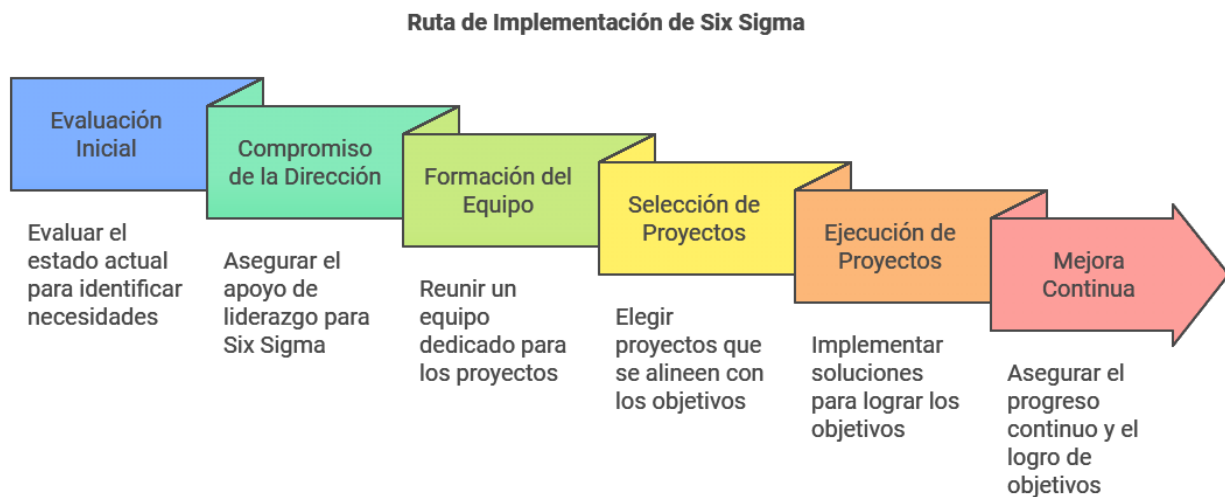 Ruta de Implementación de Six Sigma
Evaluación
Inicial
Evaluar el
estado actual
para identificar
necesidades
Compromiso
de la Dirección
Asegurar el
apoyo de
liderazgo para
Six Sigma
Formación del
Equipo
Reunir un
equipo
dedicado para
los proyectos
Selección de
Proyectos
Elegir
proyectos que
se alineen con
los objetivos
Ejecución de
Proyectos
Implementar
soluciones
para lograr los
objetivos
Mejora
Continua
Asegurar el
progreso
continuo y el
logro de
objetivos